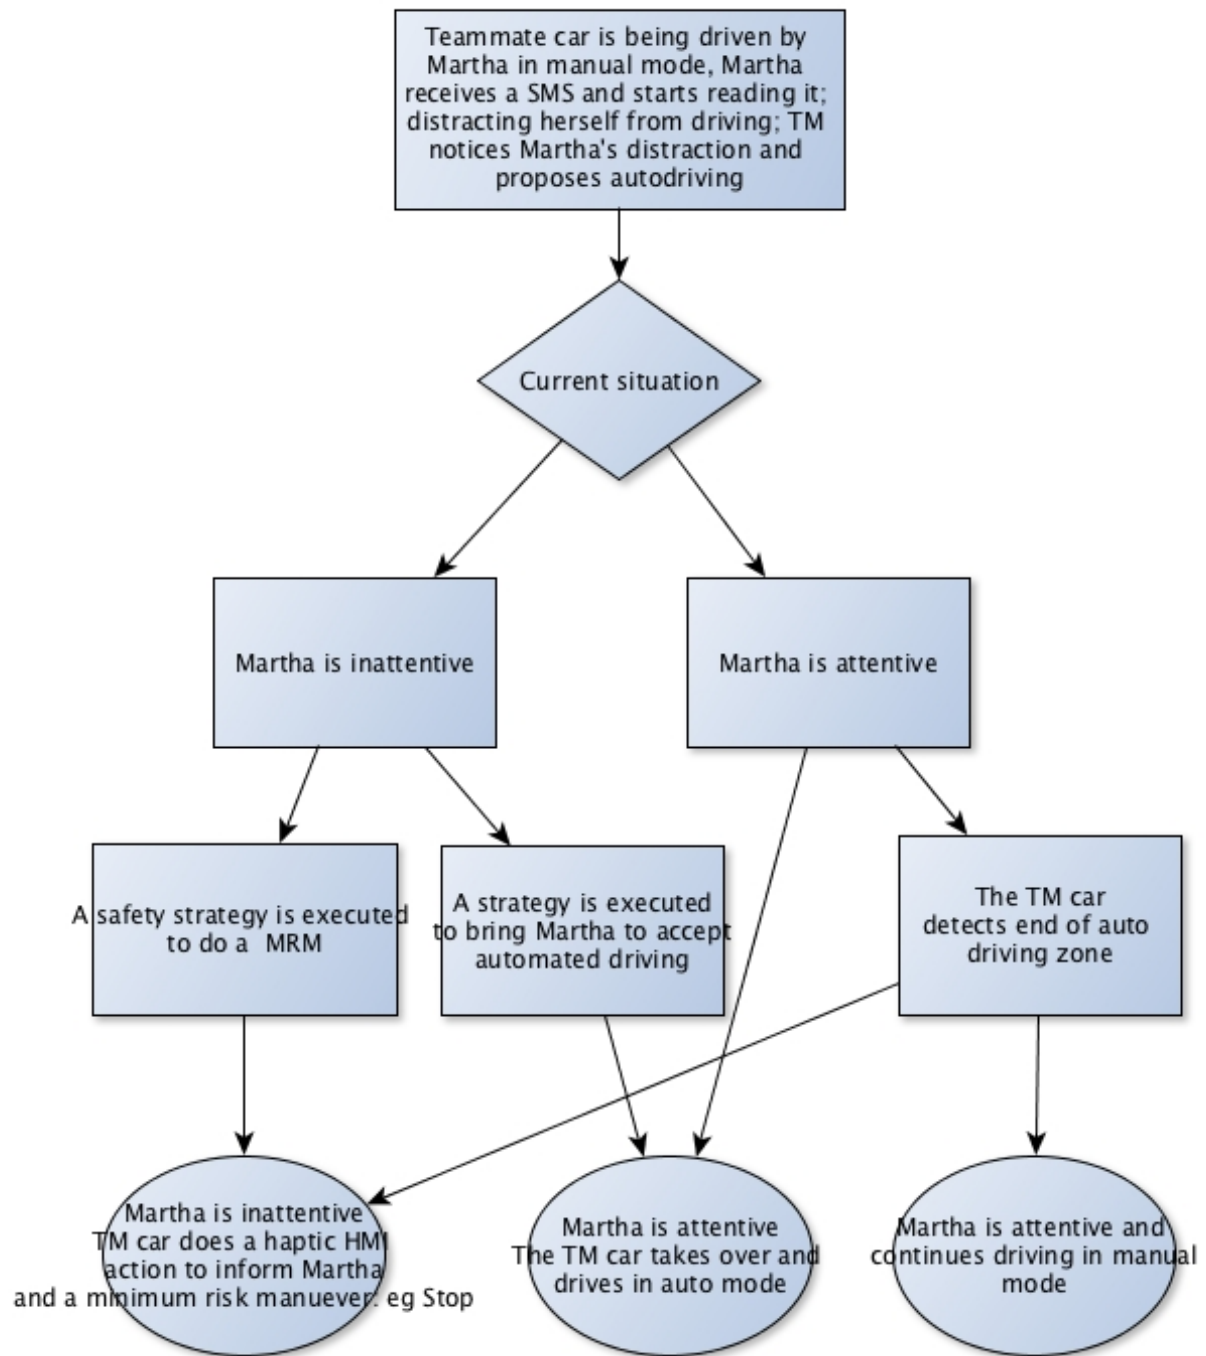 Teammate car is being driven by
Martha in manual mode, Martha
receives a SMS and starts reading it;
distracting herself from driving; TM
notices Martha's distraction and
proposes autodriving
Current situation
Martha is inattentive
Martha is attentive
A safety strategy is executed
to do a MRM
A strategy is executed
to bring Martha to accept
automated driving
The TM car
detects end of auto
driving zone
Martha is inattentive
TM car does a haptic HMI
action to inform Martha
and a minimum risk manuever: eg Stop
Martha is attentive
The TM car takes over and
drives in auto mode
Martha is attentive and
continues driving in manual
mode